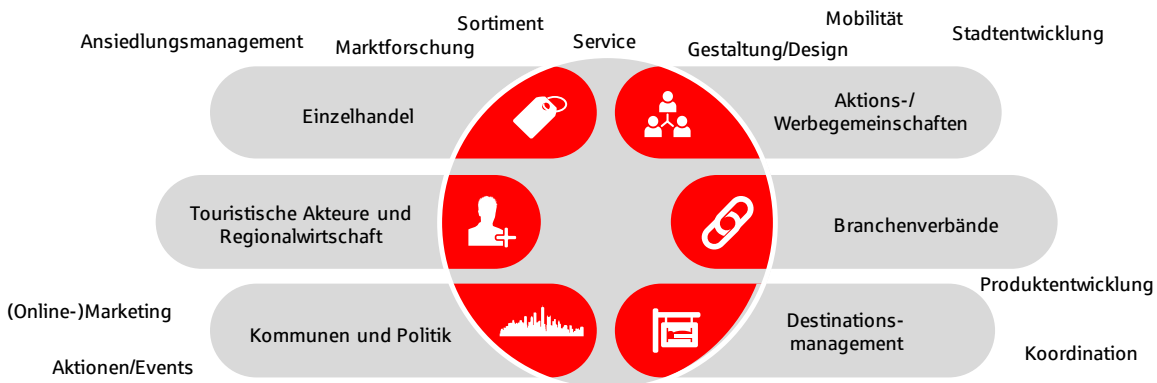 Mobilität
Sortiment
Stadtentwicklung
Ansiedlungsmanagement
Service
Marktforschung
Gestaltung/Design
Einzelhandel
Aktions-/
Werbegemeinschaften
Touristische Akteure und
Regionalwirtschaft
Branchenverbände
Produktentwicklung
(Online-)Marketing
Kommunen und Politik
Destinations-
management
Koordination
Aktionen/Events